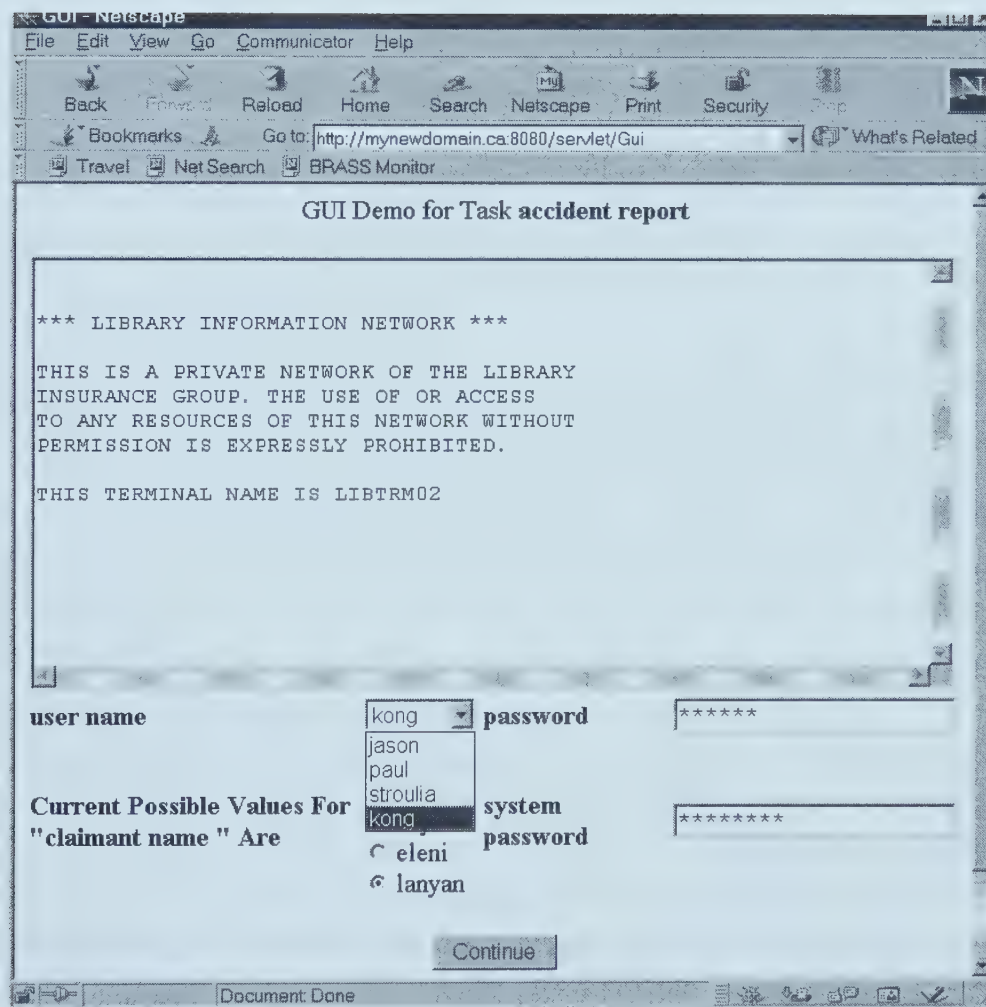 GUI - Netscape
File Edit View Go Communicator Help
Back Forward Reload Home Search Netscape Print Security Stop
Bookmarks Go to: http://mynewdomain.ca:8080/servlet/Gui What's Related
Travel Net Search BRASS Monitor
GUI Demo for Task accident report
*** LIBRARY INFORMATION NETWORK ***
THIS IS A PRIVATE NETWORK OF THE LIBRARY
INSURANCE GROUP. THE USE OF OR ACCESS
TO ANY RESOURCES OF THIS NETWORK WITHOUT
PERMISSION IS EXPRESSLY PROHIBITED.
THIS TERMINAL NAME IS LIBTRM02
user name kong password ******
jason
paul
stroulia
kong
Current Possible Values For
"claimant name " Are
system
password ********
eleni
lanyan
Continue
Document: Done